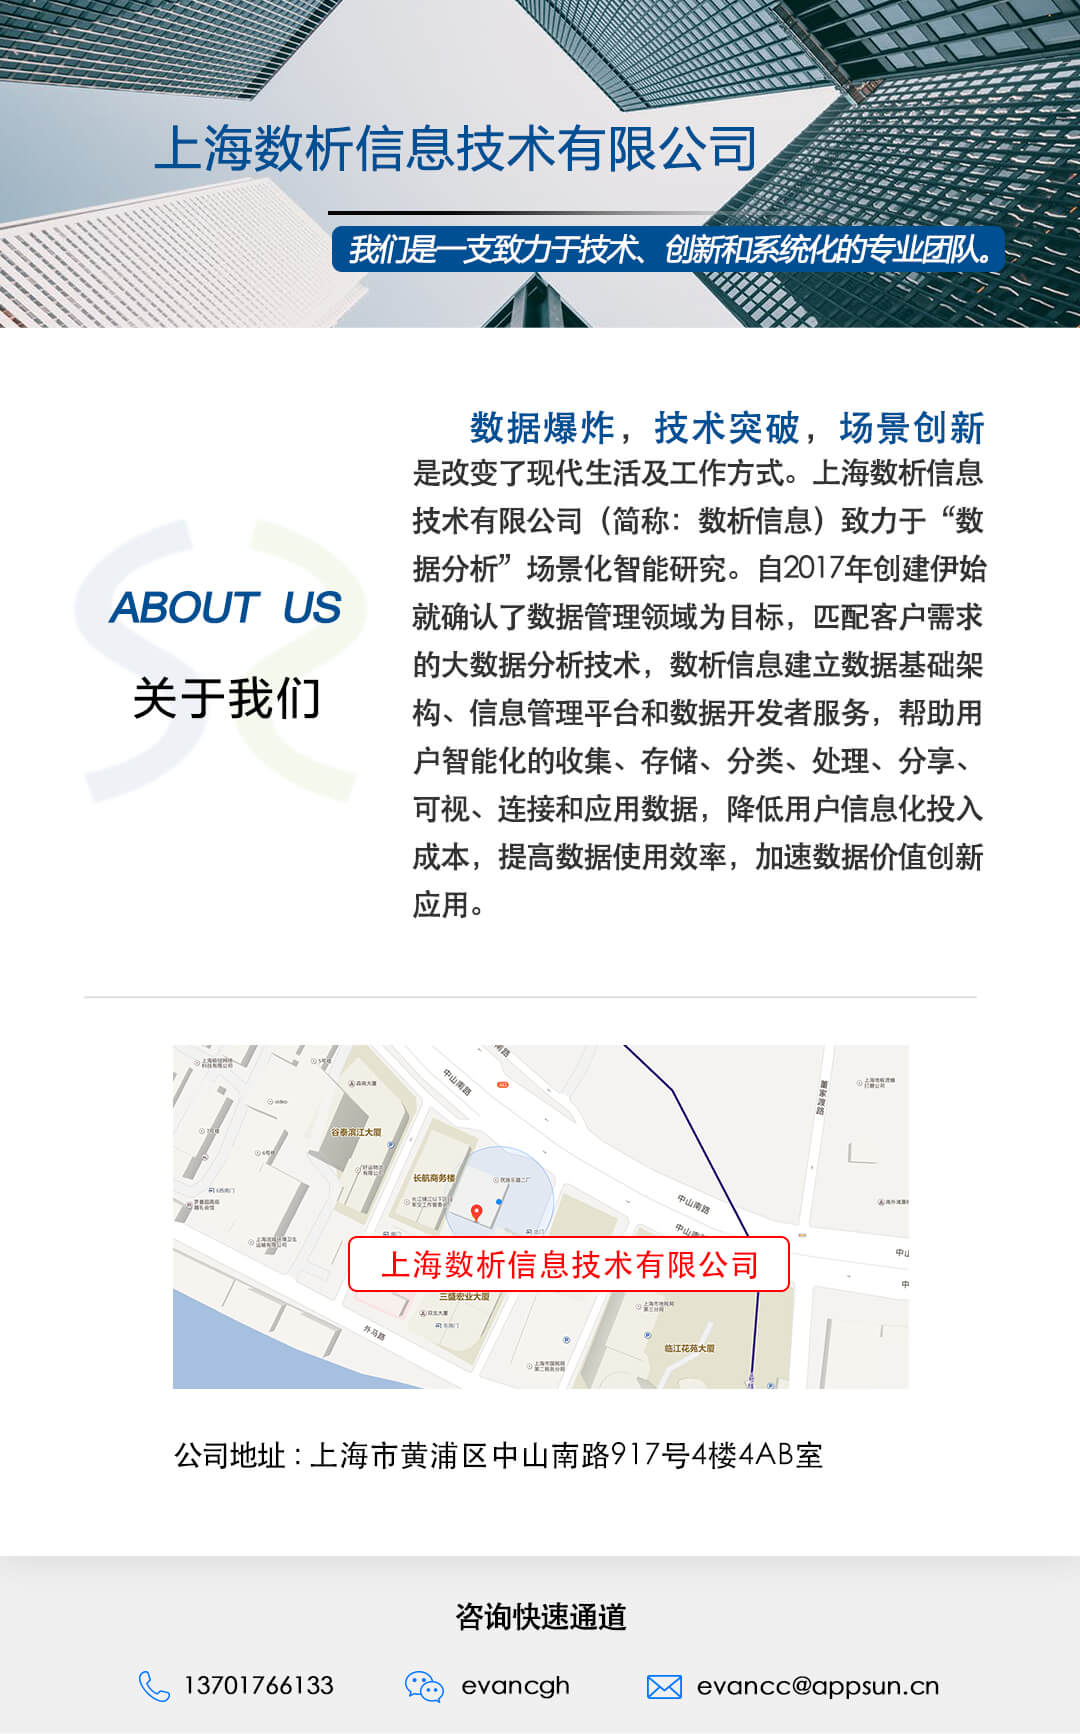 上海数析信息技术有限公司
我们是一支致力于技术、创新和系统化的专业团队。
数据爆炸，技术突破，场景创新
是改变了现代生活及工作方式。上海数析信息
技术有限公司（简称：数析信息）致力于“数
据分析”场景化智能研究。自2017年创建伊始
就确认了数据管理领域为目标，匹配客户需求
的大数据分析技术，数析信息建立数据基础架
构、信息管理平台和数据开发者服务，帮助用
户智能化的收集、存储、分类、处理、分享、
可视、连接和应用数据，降低用户信息化投入
成本，提高数据使用效率，加速数据价值创新
应用。
ABOUT US
关于我们
中山南路
董家渡路
谷泰滨江大厦
长航商务楼
中山南路
上海数析信息技术有限公司
三盛宏业大厦
外马路
临江花苑大厦
公司地址：上海市黄浦区中山南路917号4楼4AB室
咨询快速通道
13701766133
evancgh
evancc@appsun.cn